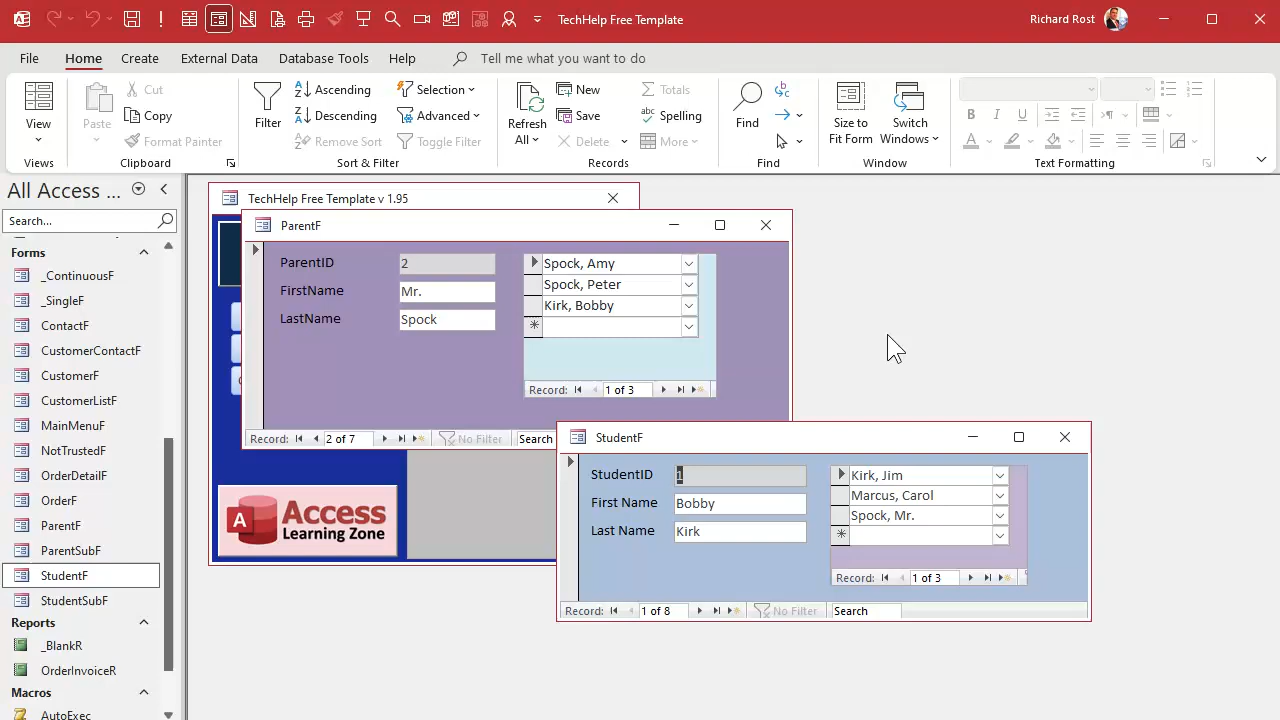 TechHelp Free Template
Richard Rost
File
Home
Create
External Data
Database Tools
Help
Tell me what you want to do
View
Views
Paste
Cut
Copy
Format Painter
Clipboard
Filter
Ascending
Descending
Remove Sort
Selection
Advanced
Toggle Filter
Sort & Filter
Refresh
All
New
Save
Delete
Totals
Spelling
More
Records
Find
Find
Size to
Fit Form
Switch
Windows
Window
B I U
A
Text Formatting
All Access ...
Search...
Forms
_ContinuousF
_SingleF
ContactF
CustomerContactF
CustomerF
CustomerListF
MainMenuF
NotTrustedF
OrderDetailF
OrderF
ParentF
ParentSubF
StudentF
StudentSubF
Reports
_BlankR
OrderInvoiceR
Macros
AutoExec
TechHelp Free Template v 1.95
ParentF
ParentID 2
FirstName Mr.
LastName Spock
Spock, Amy
Spock, Peter
Kirk, Bobby
Record: 1 of 3
Record: 2 of 7 No Filter Search
A Access
Learning Zone
StudentF
StudentID 1
First Name Bobby
Last Name Kirk
Kirk, Jim
Marcus, Carol
Spock, Mr.
Record: 1 of 3
Record: 1 of 8 No Filter Search